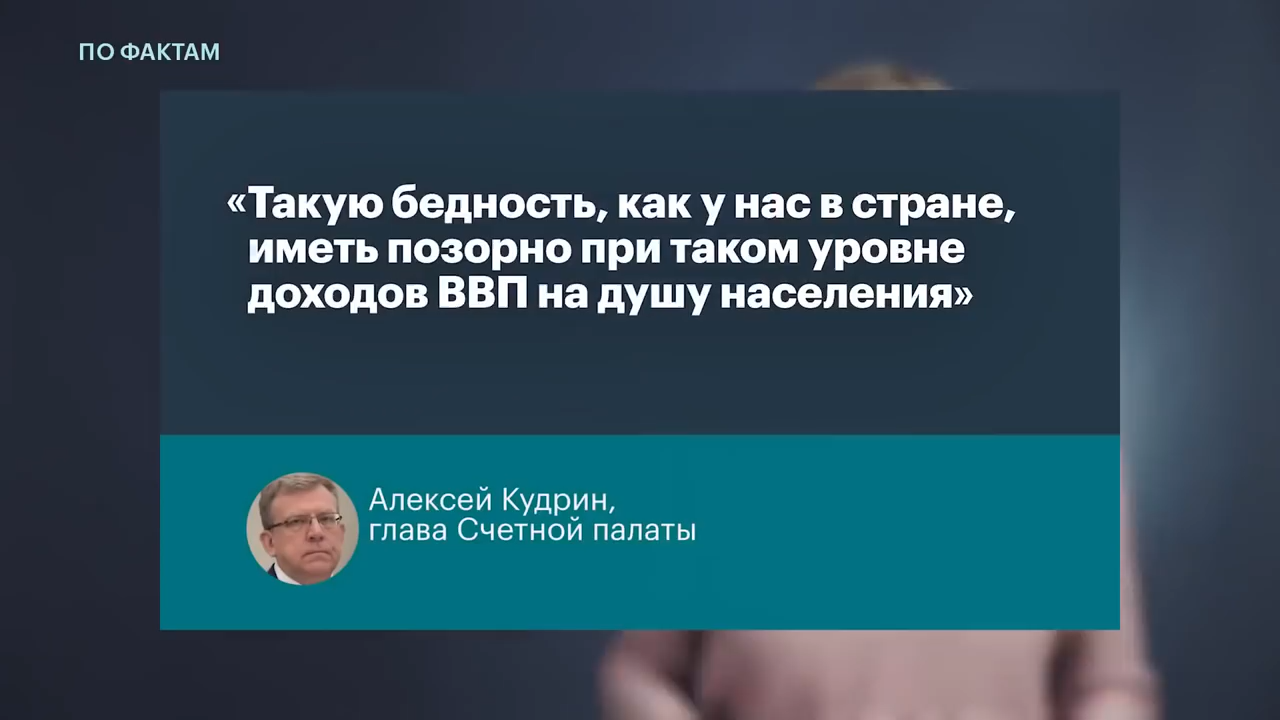 ПО ФАКТАМ
«Такую бедность, как у нас в стране,
иметь позорно при таком уровне
доходов ВВП на душу населения»
Алексей Кудрин,
глава Счетной палаты